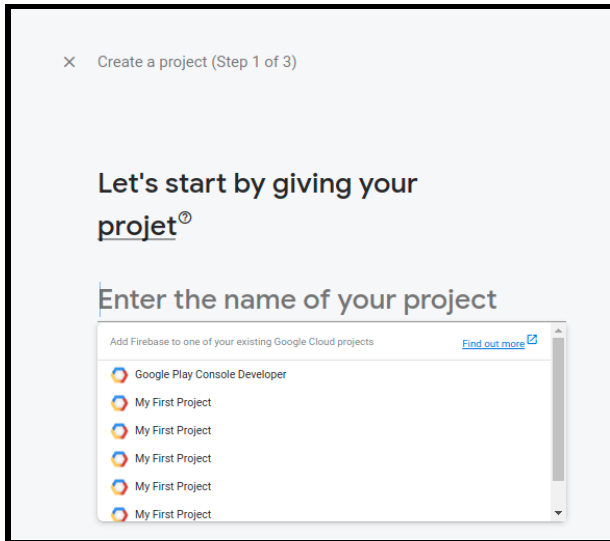 Create a project (Step 1 of 3)
Let's start by giving your
projet
Enter the name of your project
Add Firebase to one of your existing Google Cloud projects Find out more
Google Play Console Developer
My First Project
My First Project
My First Project
My First Project
My First Project